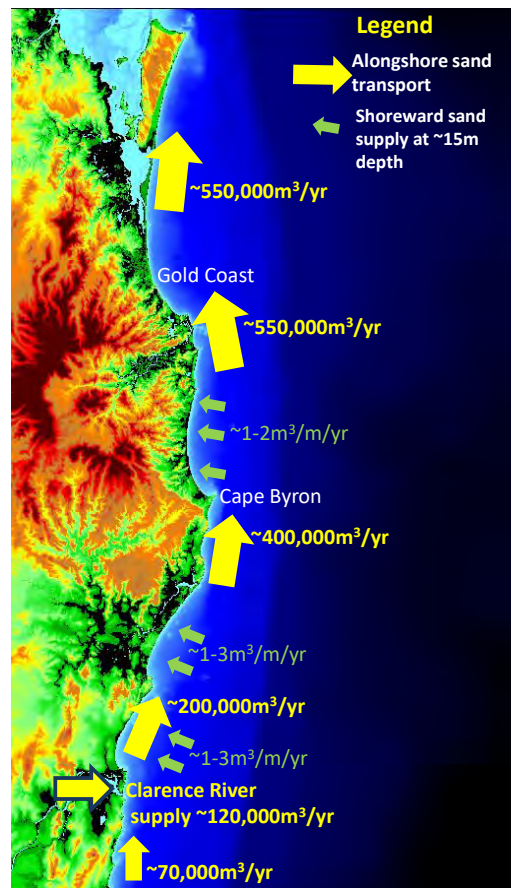 Legend
Alongshore sand
transport
Shoreward sand
supply at ~15m
depth
~550,000m³/yr
Gold Coast
~550,000m³/yr
~1-2m³/m/yr
Cape Byron
~400,000m³/yr
~1-3m³/m/yr
~200,000m³/yr
~1-3m³/m/yr
Clarence River
supply ~120,000m³/yr
~70,000m³/yr